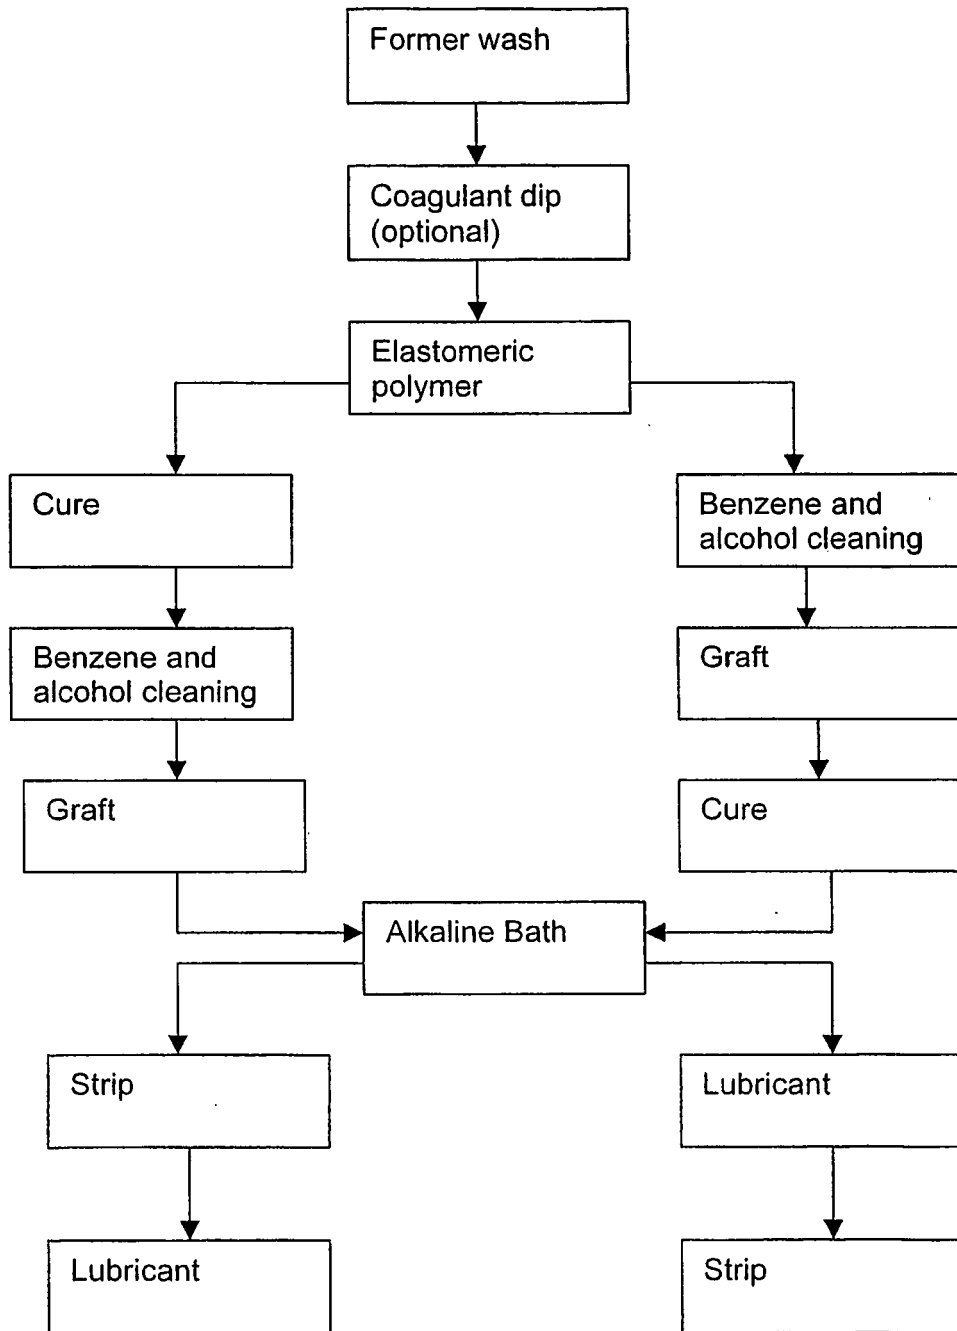 Former wash
Coagulant dip
(optional)
Elastomeric
polymer
Cure
Benzene and
alcohol cleaning
Benzene and
alcohol cleaning
Graft
Graft
Cure
Alkaline Bath
Strip
Lubricant
Lubricant
Strip